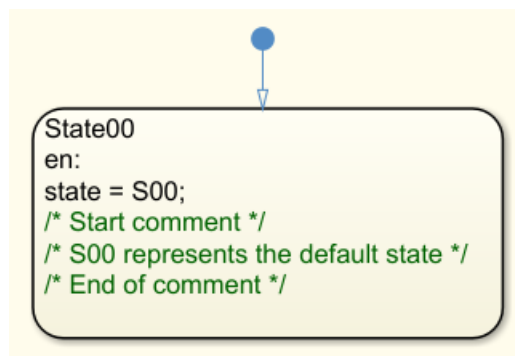 State00
en:
state = S00;
/* Start comment */
/* S00 represents the default state */
/* End of comment */